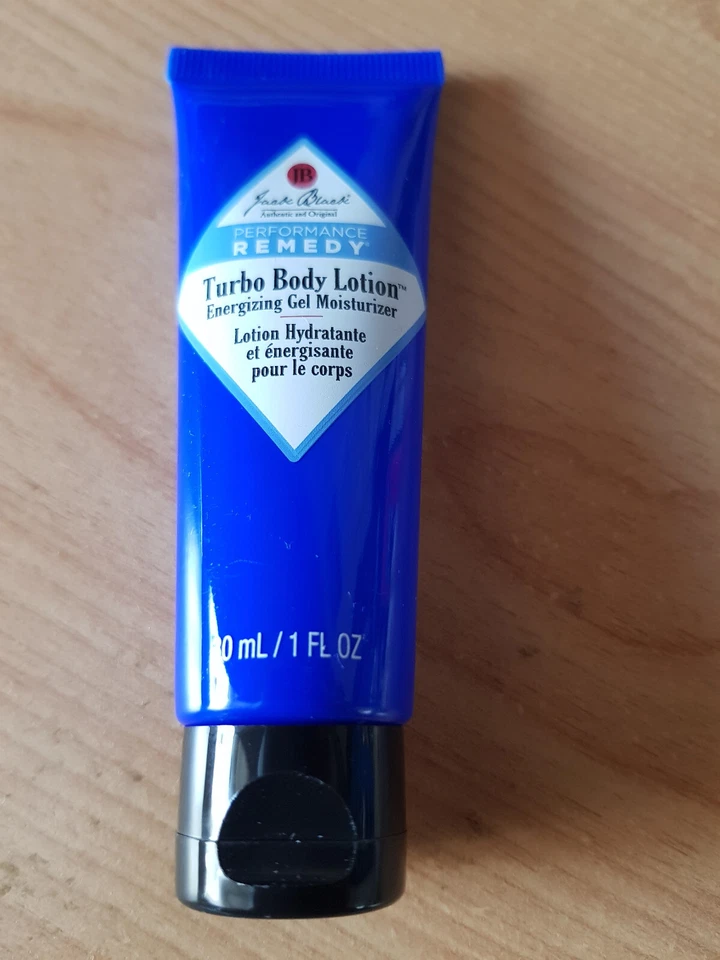 JB
Jack Black®
Authentic and Original
PERFORMANCE
REMEDY®
Turbo Body Lotion™
Energizing Gel Moisturizer
Lotion Hydratante
et énergisante
pour le corps
30 mL / 1 FL OZ